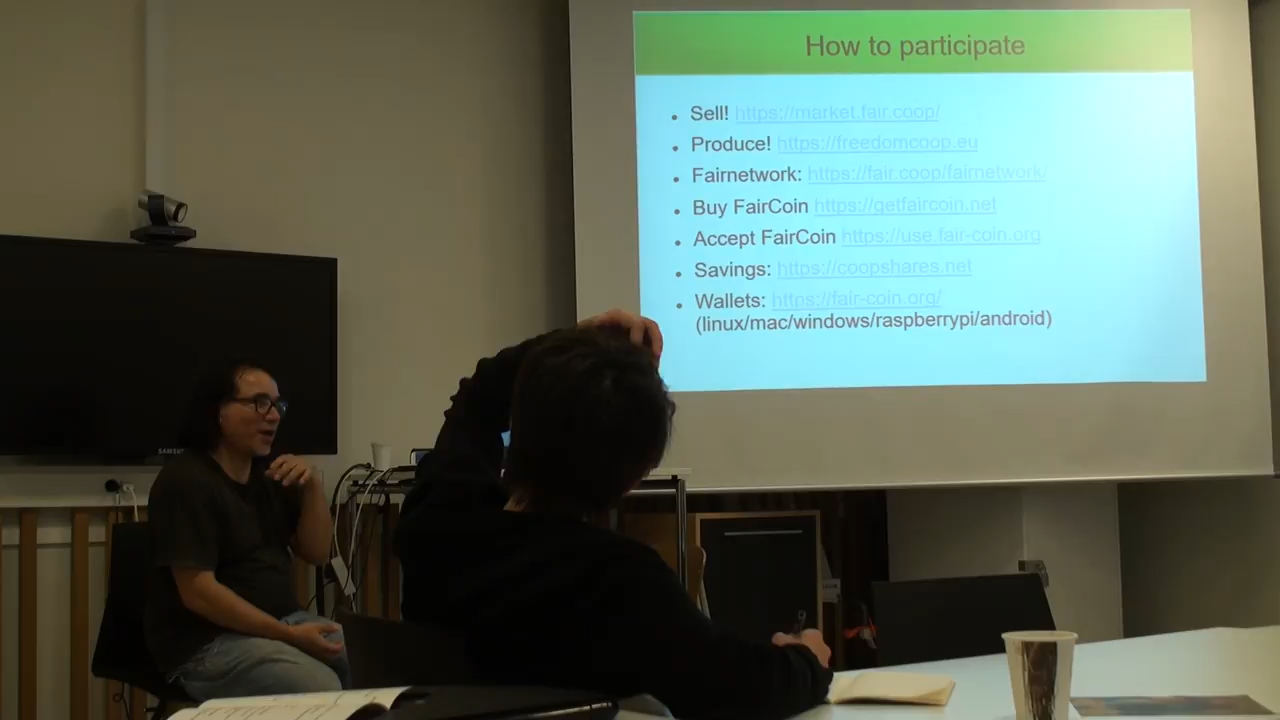 How to participate
• Sell! https://market.fair.coop/
• Produce! https://freedomcoop.eu
• Fairnetwork: https://fair.coop/fairnetwork/
• Buy FairCoin https://getfaircoin.net
• Accept FairCoin https://use.fair-coin.org
• Savings: https://coopshares.net
• Wallets: https://fair-coin.org/
(linux/mac/windows/raspberrypi/android)
SAMSUNG